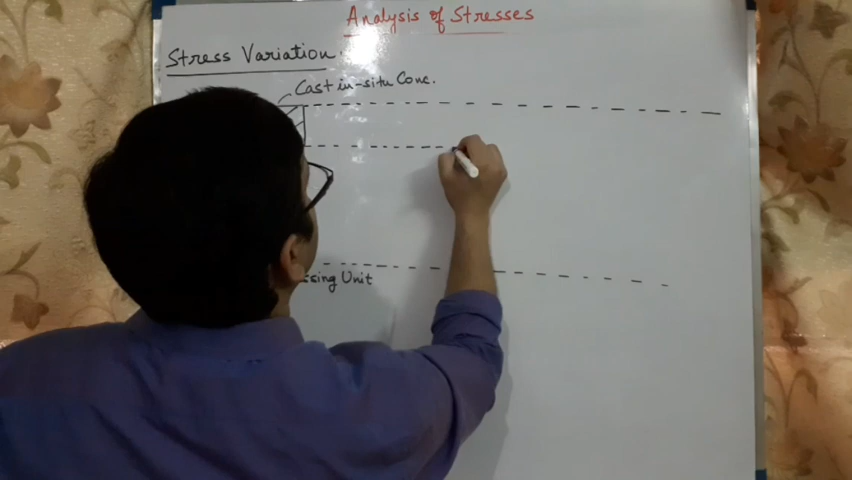 Analysis of Stresses
Stress Variation.
Cast in-situ Conc.
Unit